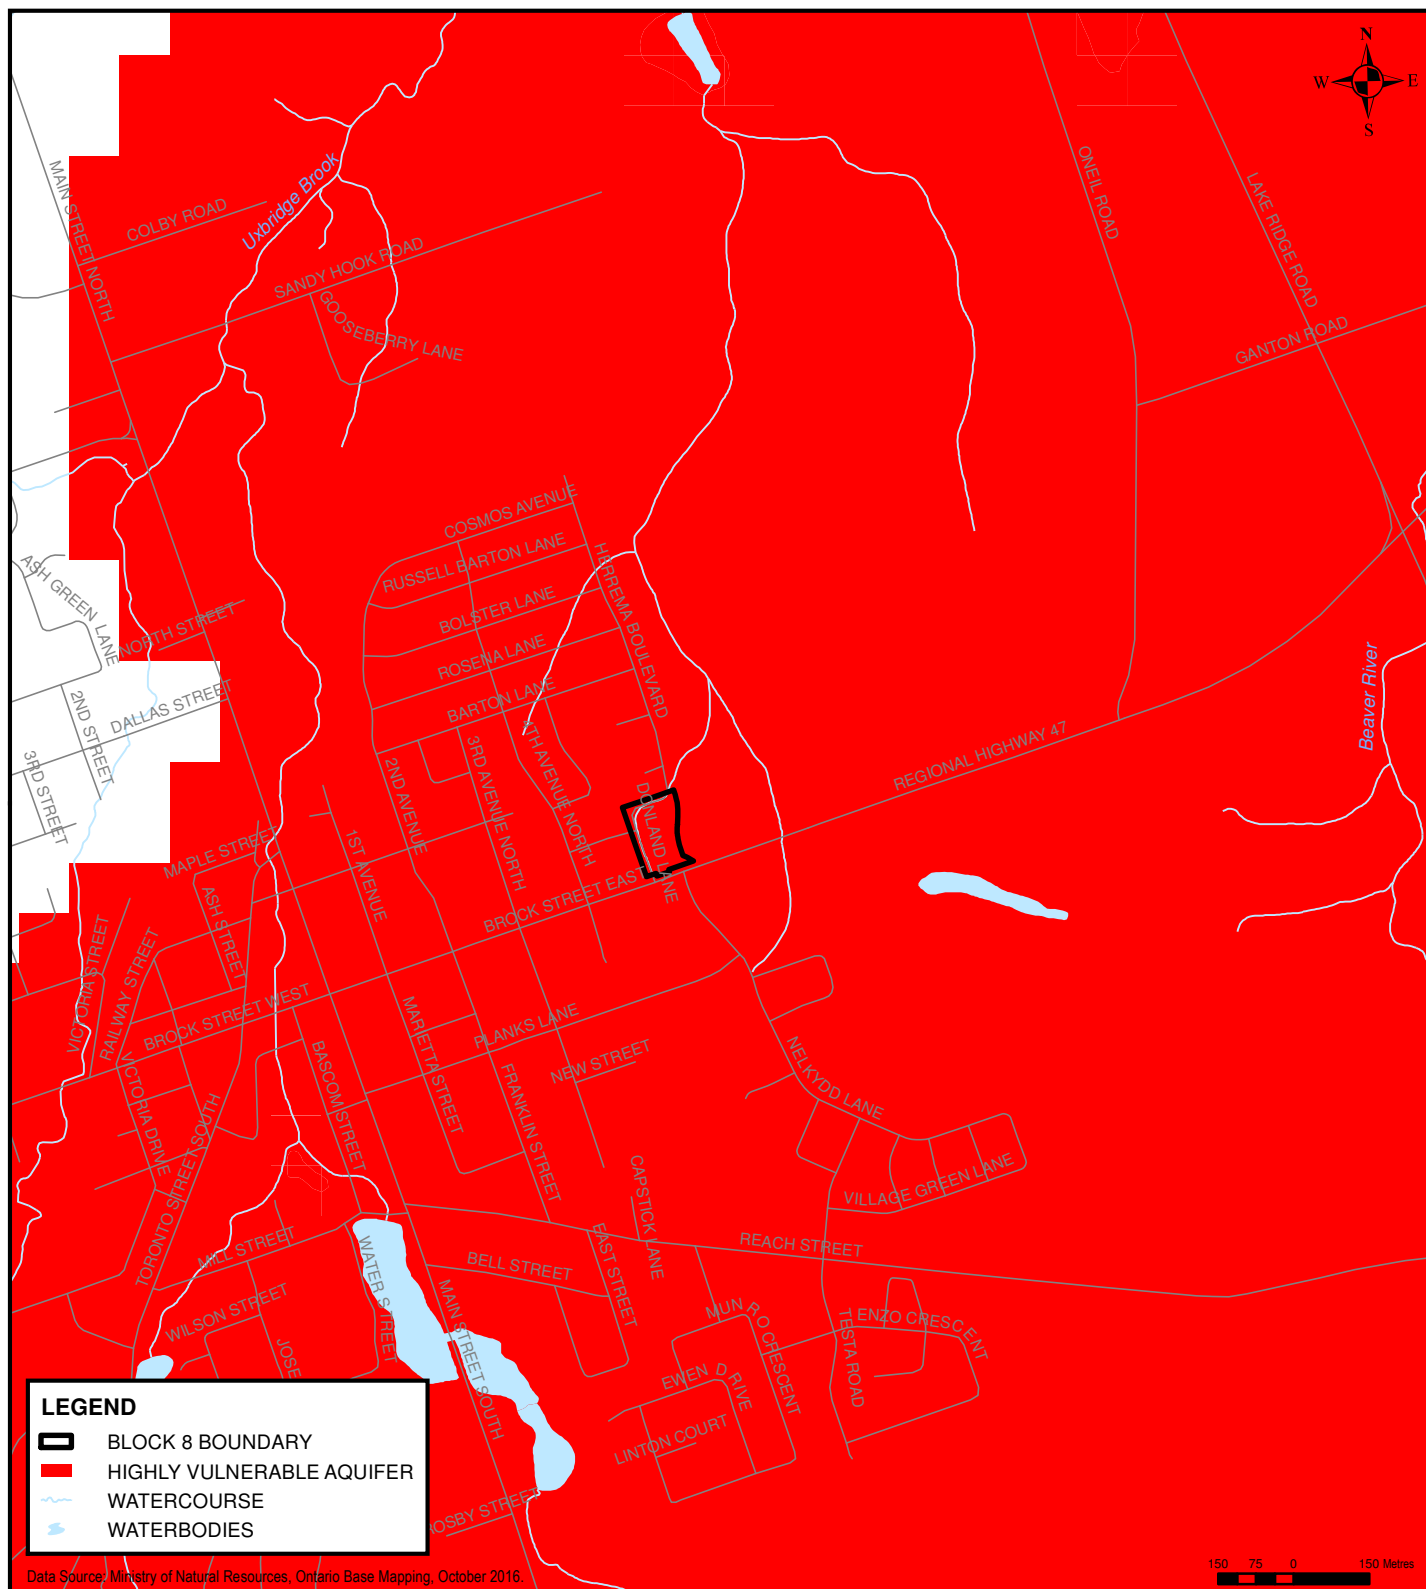 N
W
E
S
MAIN STREET NORTH
COLBY ROAD
Uxbridge Brook
SANDY HOOK ROAD
GOOSEBERRY LANE
ONEIL ROAD
LAKE RIDGE ROAD
GANTON ROAD
COSMOS AVENUE
RUSSELL BARTON LANE
BOLSTER LANE
ROSENA LANE
BARTON LANE
HERREMA BOULEVARD
ASH GREEN LANE
NORTH STREET
2ND STREET
DALLAS STREET
3RD STREET
2ND AVENUE
3RD AVENUE NORTH
4TH AVENUE NORTH
DONLAND LANE
REGIONAL HIGHWAY 47
Beaver River
MAPLE STREET
1ST AVENUE
ASH STREET
BROCK STREET EAST
VICTORIA STREET
RAILWAY STREET
BROCK STREET WEST
VICTORIA DRIVE
BASCOM STREET
MARIETTA STREET
PLANKS LANE
NEW STREET
FRANKLIN STREET
NELKYDD LANE
VILLAGE GREEN LANE
TORONTO STREET SOUTH
CAPSTICK LANE
MILL STREET
WATER STREET
BELL STREET
EAST STREET
REACH STREET
WILSON STREET
JOSE
MAIN STREET SOUTH
MUNRO CRESCENT
TESTA ROAD
ENZO CRESCENT
EWEN DRIVE
LINTON COURT
ROSBY STREET
LEGEND
BLOCK 8 BOUNDARY
HIGHLY VULNERABLE AQUIFER
WATERCOURSE
WATERBODIES
Data Source: Ministry of Natural Resources, Ontario Base Mapping, October 2016.
150 75 0 150 Metres